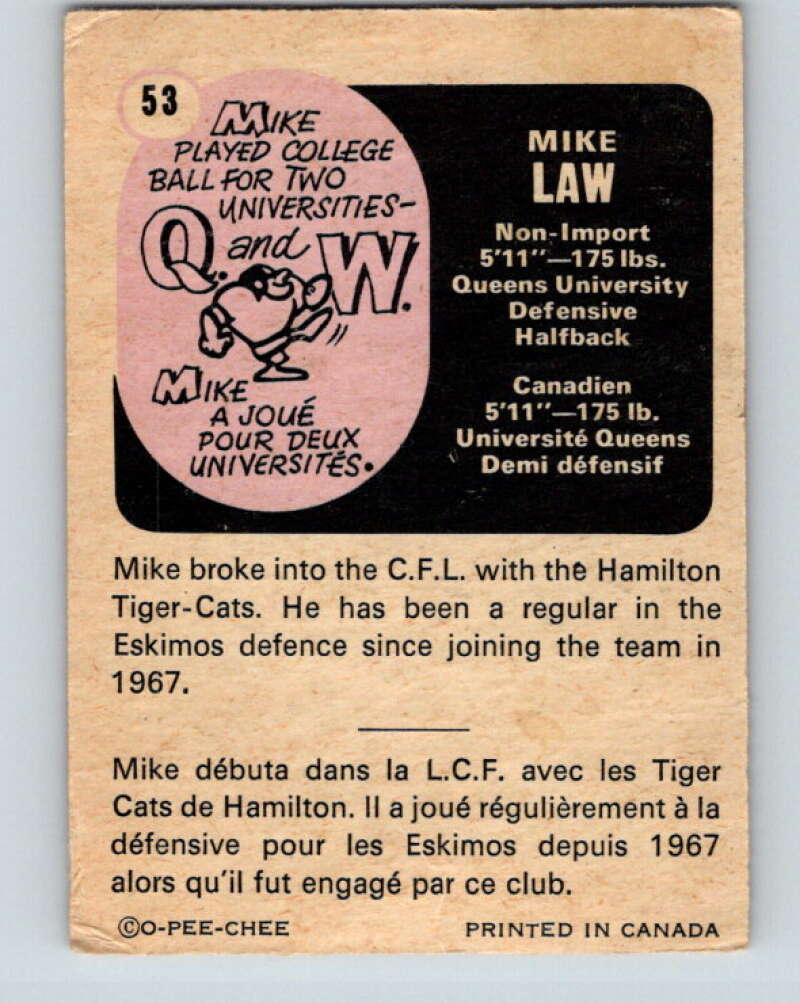 53
MIKE
PLAYED COLLEGE
BALL FOR TWO
UNIVERSITIES-
Q. and W.
MIKE
A JOUÉ
POUR DEUX
UNIVERSITÉS.
MIKE
LAW
Non-Import
5'11"—175 lbs.
Queens University
Defensive
Halfback
Canadien
5'11"—175 lb.
Université Queens
Demi défensif
Mike broke into the C.F.L. with the Hamilton
Tiger-Cats. He has been a regular in the
Eskimos defence since joining the team in
1967.
Mike débuta dans la L.C.F. avec les Tiger
Cats de Hamilton. Il a joué régulièrement à la
défensive pour les Eskimos depuis 1967
alors qu'il fut engagé par ce club.
©O-PEE-CHEE
PRINTED IN CANADA